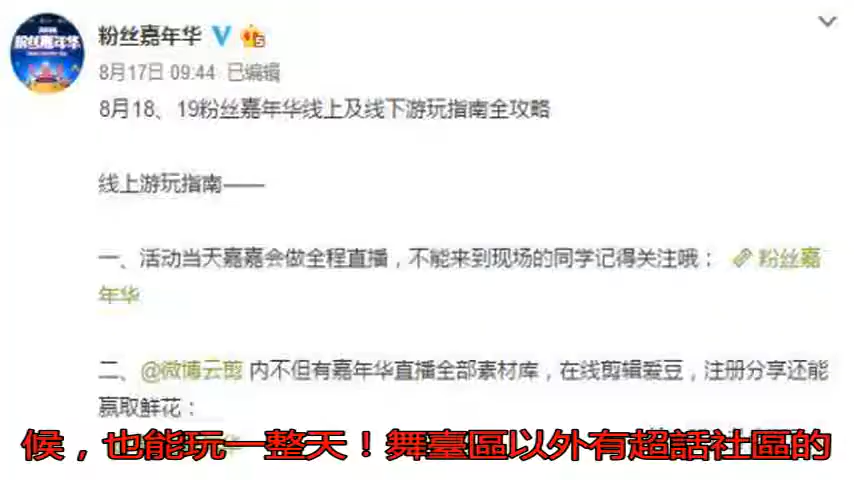 粉丝嘉年华
8月17日 09:44 已编辑
8月18、19粉丝嘉年华线上及线下游玩指南全攻略
线上游玩指南——
一、活动当天嘉嘉会做全程直播，不能来到现场的同学记得关注哦： 粉丝嘉
年华
二、@微博云剪 内不但有嘉年华直播全部素材库，在线剪辑爱豆，注册分享还能
赢取鲜花：
候，也能玩一整天！舞臺區以外有超話社區的